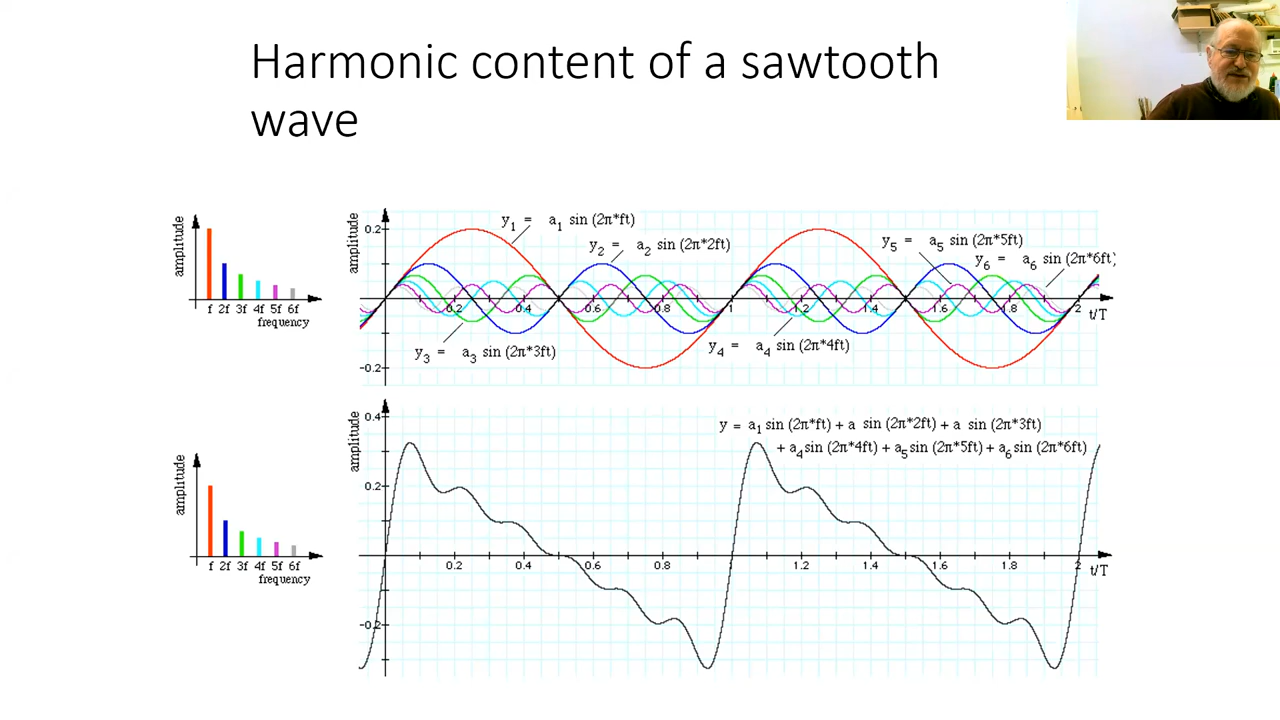 Harmonic content of a sawtooth
wave
amplitude
f 2f 3f 4f 5f 6f
frequency
amplitude
0.2
-0.2
y1 = a1 sin (2π*ft)
y2 = a2 sin (2π*2ft)
y5 = a5 sin (2π*5ft)
y6 = a6 sin (2π*6ft)
0.2 0.6 0.8 1 1.2 1.4 1.6 1.8 2
t/T
y3 = a3 sin (2π*3ft)
y4 = a4 sin (2π*4ft)
amplitude
f 2f 3f 4f 5f 6f
frequency
amplitude
0.4
0.2
-0.2
y = a1 sin (2π*ft) + a sin (2π*2ft) + a sin (2π*3ft)
+ a4 sin (2π*4ft) + a5 sin (2π*5ft) + a6 sin (2π*6ft)
0.2 0.6 0.8 1.2 1.4 1.6 1.8 2
t/T